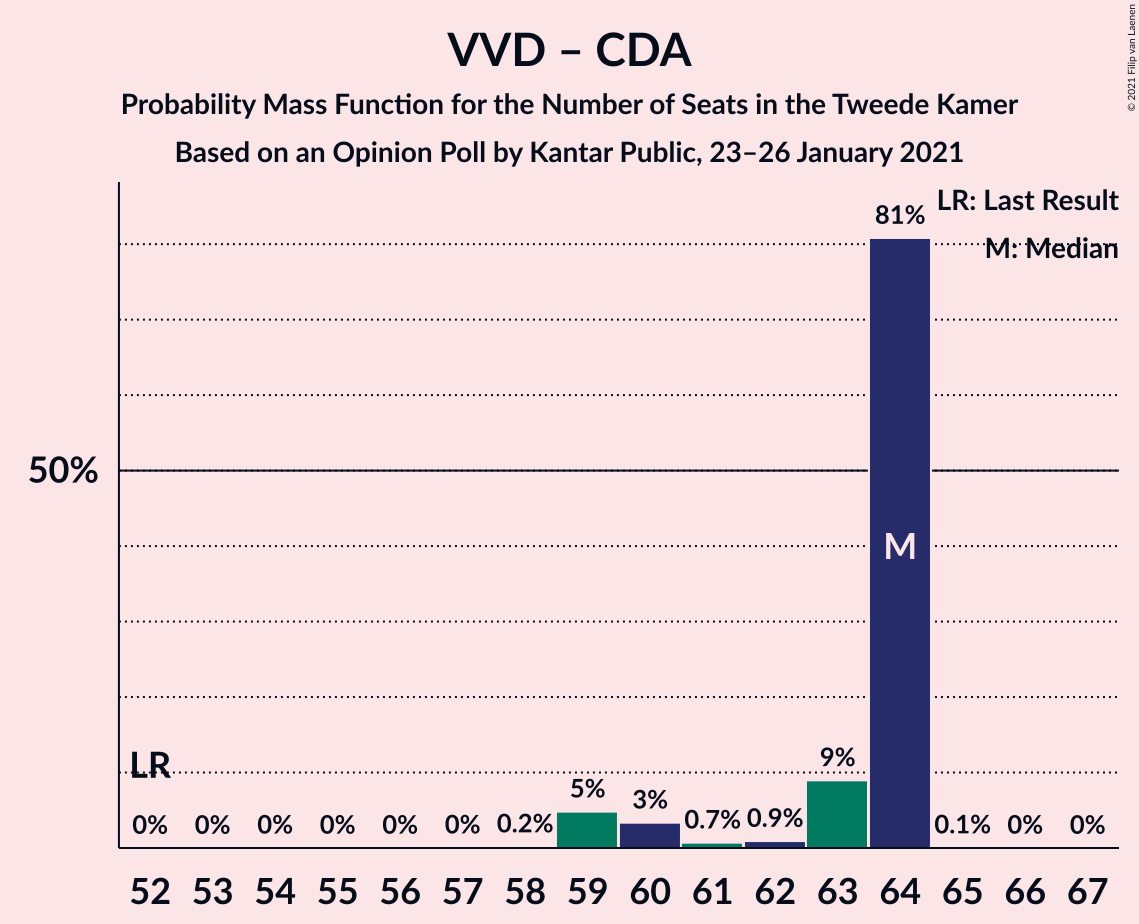 VVD – CDA
Probability Mass Function for the Number of Seats in the Tweede Kamer
Based on an Opinion Poll by Kantar Public, 23–26 January 2021
© 2021 Filip van Laenen
LR: Last Result
M: Median
81%
50%
M
LR
9%
5%
3%
0% 0% 0% 0% 0% 0% 0.2% 0.7% 0.9% 0.1% 0% 0%
52 53 54 55 56 57 58 59 60 61 62 63 64 65 66 67